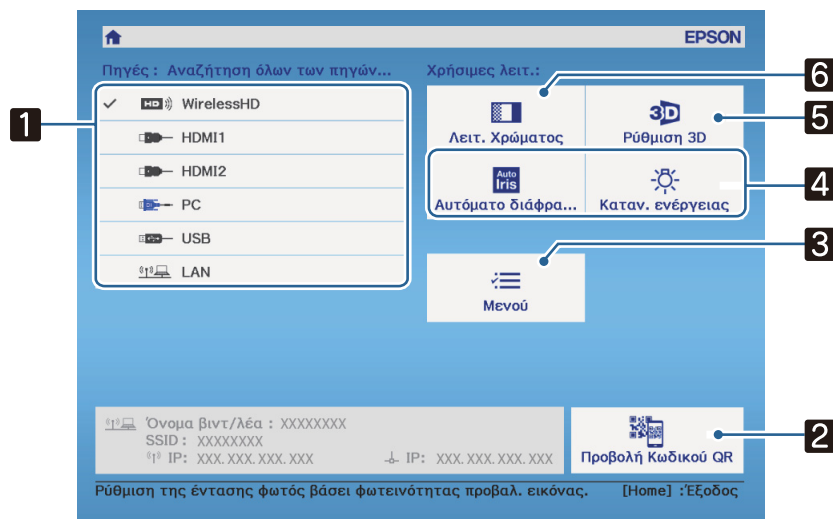 EPSON
Πηγές : Αναζήτηση όλων των πηγών...
WirelessHD
HDMI1
HDMI2
PC
USB
LAN
Χρήσιμες λειτ.:
Λειτ. Χρώματος
3D
Ρύθμιση 3D
Auto
Iris
Αυτόματο διάφρα...
Καταν. ενέργειας
Μενού
Όνομα βιντ/λέα : XXXXXXXX
SSID : XXXXXXXX
IP: XXX. XXX. XXX. XXX
IP: XXX. XXX. XXX. XXX
Προβολή Κωδικού QR
Ρύθμιση της έντασης φωτός βάσει φωτεινότητας προβαλ. εικόνας.
[Home] :Έξοδος
1
6
5
4
3
2
HD